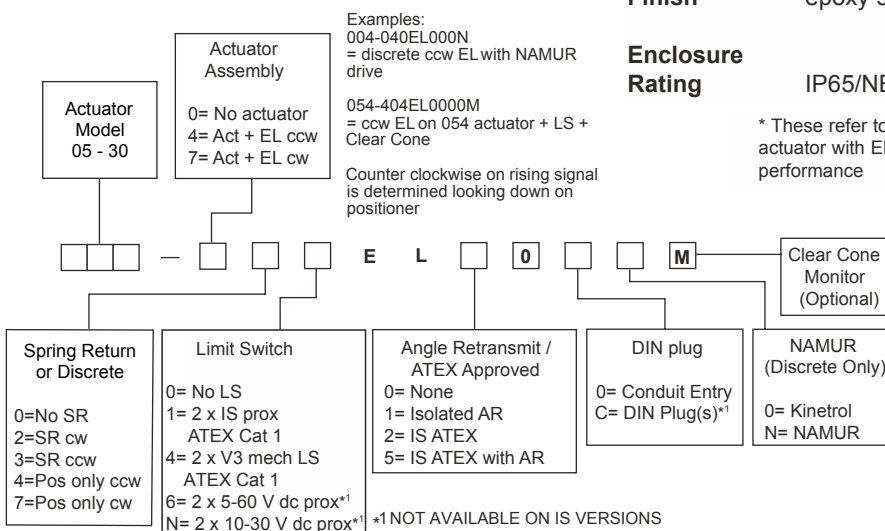 Finish
Enclosure
Rating
* These refer to
actuator with
performance
Examples:
004-040EL000N
= discrete ccw EL with NAMUR
drive
054-404EL0000M
= ccw EL on 054 actuator + LS +
Clear Cone
Counter clockwise on rising signal
is determined looking down on
positioner
Actuator
Model
05 - 30
Actuator
Assembly
0= No actuator
4= Act + EL ccw
7= Act + EL cw
— E L 0 M
Clear Cone
Monitor
(Optional)
Spring Return
or Discrete
0=No SR
2=SR cw
3=SR ccw
4=Pos only ccw
7=Pos only cw
Limit Switch
0= No LS
1= 2 x IS prox
ATEX Cat 1
4= 2 x V3 mech LS
ATEX Cat 1
6= 2 x 5-60 V dc prox*1
N= 2 x 10-30 V dc prox*1
Angle Retransmit /
ATEX Approved
0= None
1= Isolated AR
2= IS ATEX
5= IS ATEX with AR
DIN plug
0= Conduit Entry
C= DIN Plug(s)*1
NAMUR
(Discrete Only)
0= Kinetrol
N= NAMUR
*1 NOT AVAILABLE ON IS VERSIONS